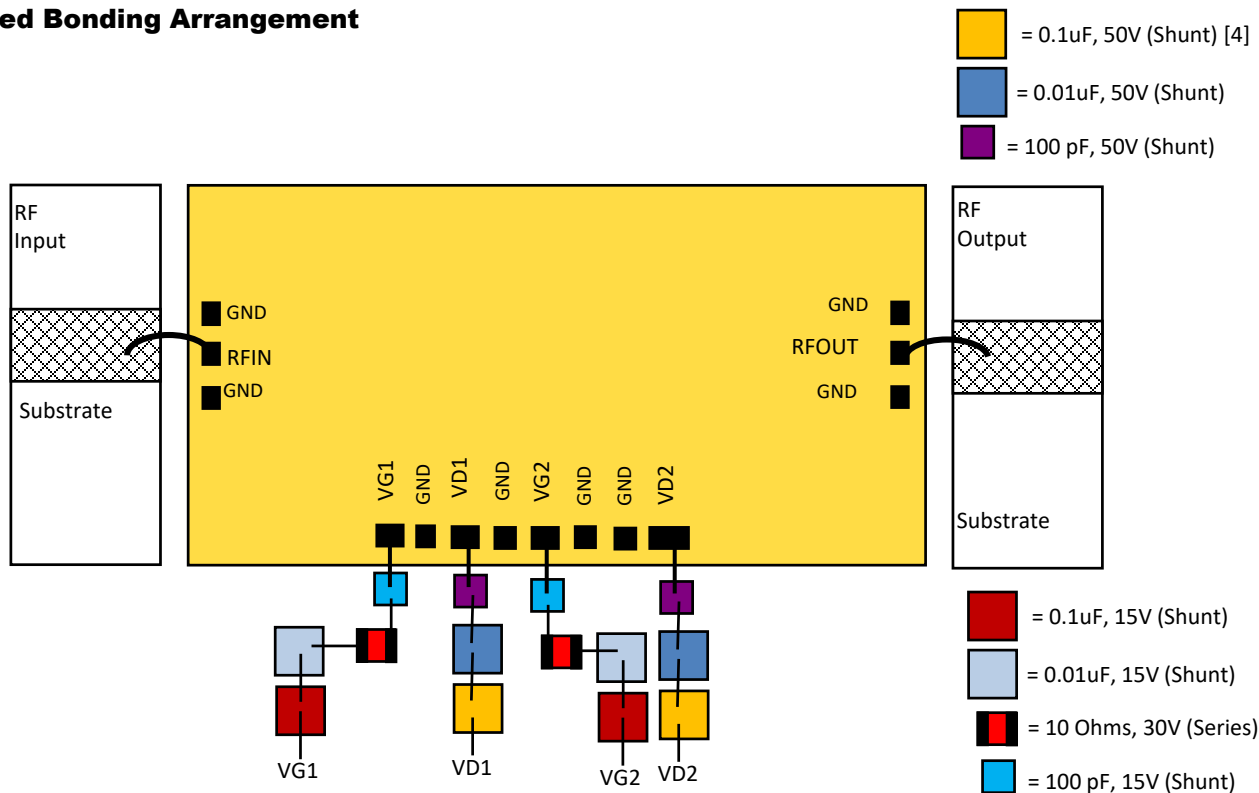 ed Bonding Arrangement
= 0.1uF, 50V (Shunt) [4]
= 0.01uF, 50V (Shunt)
= 100 pF, 50V (Shunt)
RF
Input
Substrate
GND
RFIN
GND
GND
RFOUT
GND
RF
Output
Substrate
VG1
GND
VD1
GND
VG2
GND
GND
VD2
VG1
VD1
VG2
VD2
= 0.1uF, 15V (Shunt)
= 0.01uF, 15V (Shunt)
= 10 Ohms, 30V (Series)
= 100 pF, 15V (Shunt)